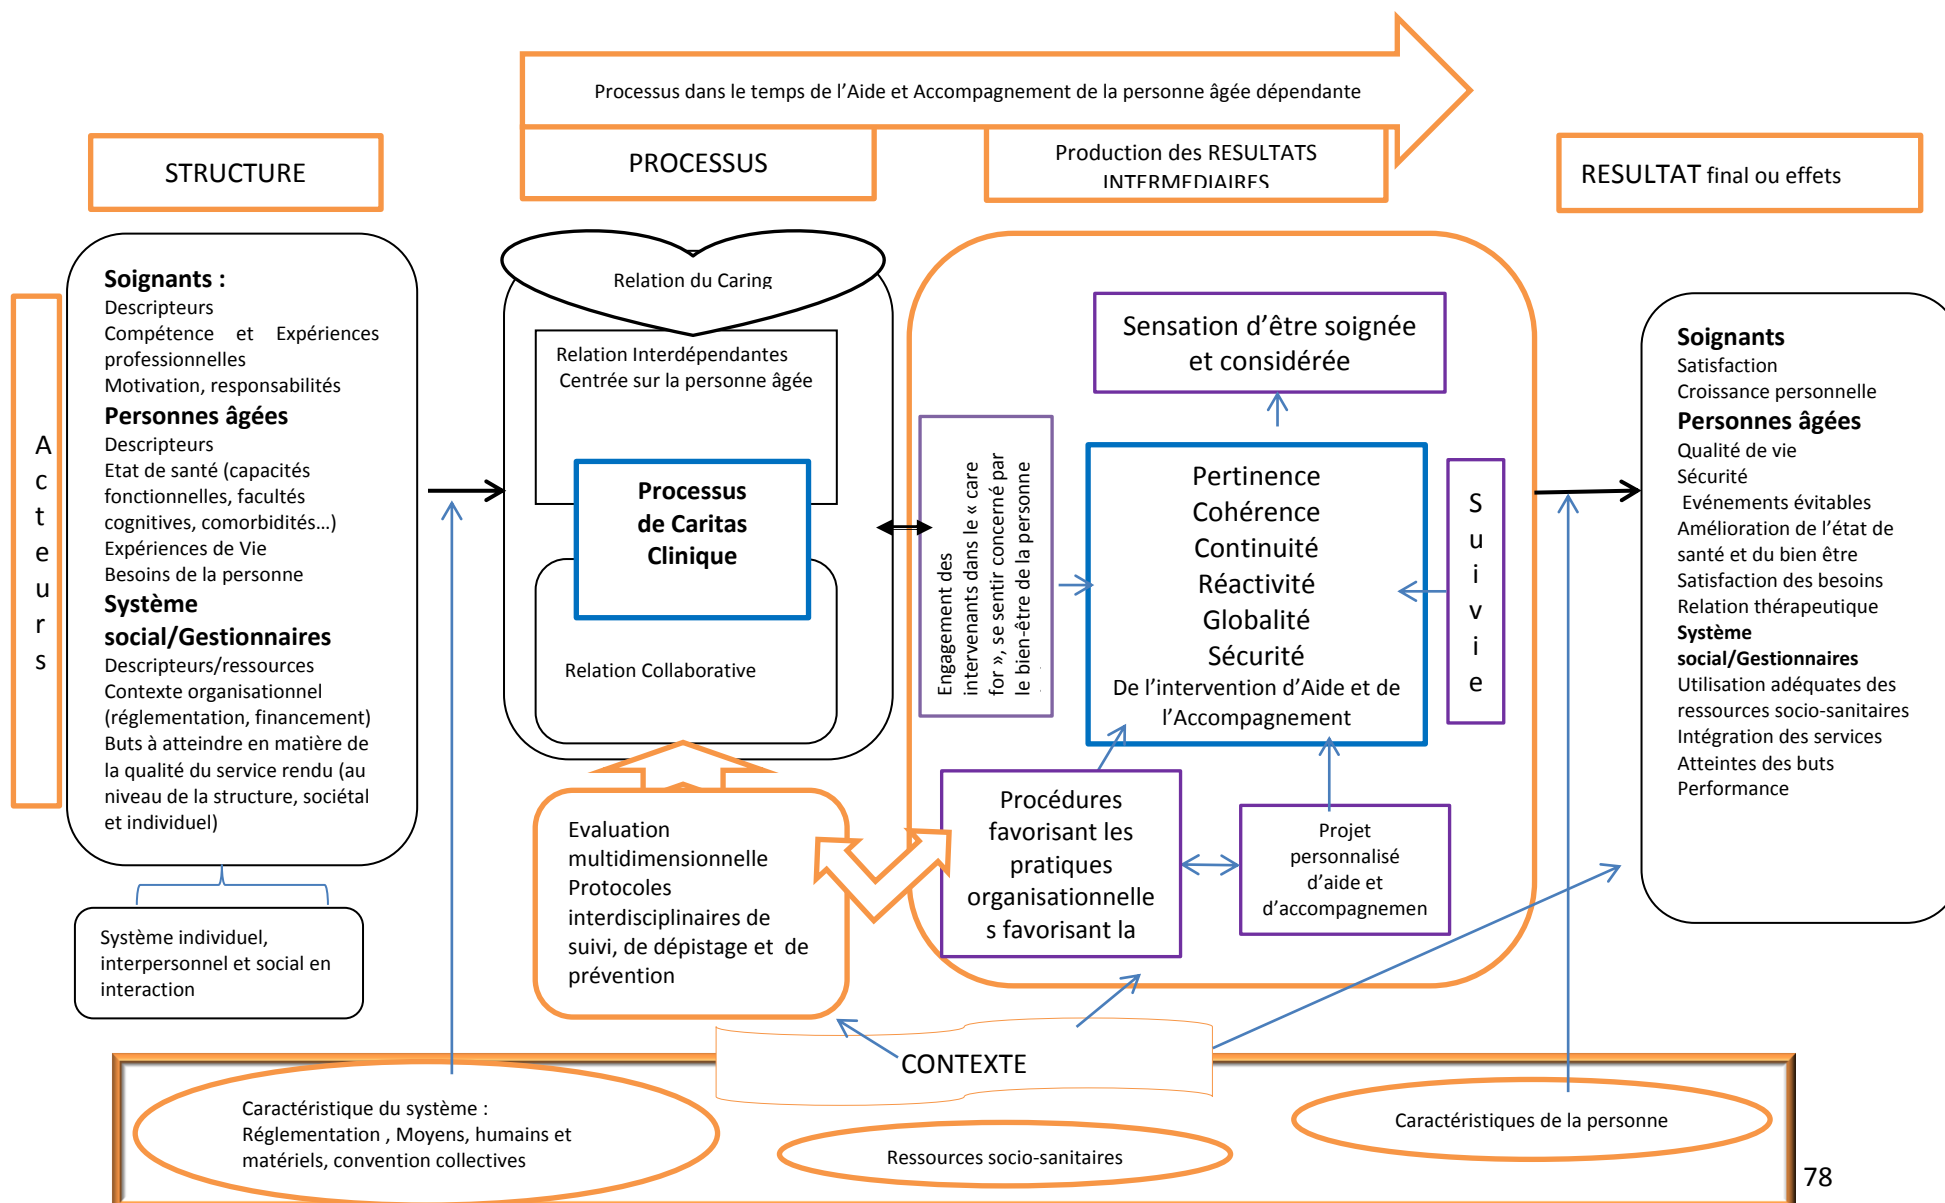 Processus dans le temps de l’Aide et Accompagnement de la personne âgée dépendante
STRUCTURE
PROCESSUS
Production des RESULTATS
INTERMEDIAIRES
RESULTAT final ou effets
Acteurs
Soignants :
Descripteurs
Compétence et Expériences
professionnelles
Motivation, responsabilités
Personnes âgées
Descripteurs
Etat de santé (capacités
fonctionnelles, facultés
cognitives, comorbidités…)
Expériences de Vie
Besoins de la personne
Système
social/Gestionnaires
Descripteurs/ressources
Contexte organisationnel
(réglementation, financement)
Buts à atteindre en matière de
la qualité du service rendu (au
niveau de la structure, sociétal
et individuel)
Système individuel,
interpersonnel et social en
interaction
Relation du Caring
Relation Interdépendantes
Centrée sur la personne âgée
Processus
de Caritas
Clinique
Relation Collaborative
Evaluation
multidimensionnelle
Protocoles
interdisciplinaires de
suivi, de dépistage et de
prévention
Engagement des
intervenants dans le « care
for », se sentir concerné par
le bien-être de la personne
Sensation d’être soignée
et considérée
Pertinence
Cohérence
Continuité
Réactivité
Globalité
Sécurité
De l’intervention d’Aide et de
l’Accompagnement
Suivie
Procédures
favorisant les
pratiques
organisationnelle
s favorisant la
Projet
personnalisé
d’aide et
d’accompagnemen
Soignants
Satisfaction
Croissance personnelle
Personnes âgées
Qualité de vie
Sécurité
Evénements évitables
Amélioration de l’état de
santé et du bien être
Satisfaction des besoins
Relation thérapeutique
Système
social/Gestionnaires
Utilisation adéquates des
ressources socio-sanitaires
Intégration des services
Atteintes des buts
Performance
CONTEXTE
Caractéristique du système :
Réglementation , Moyens, humains et
matériels, convention collectives
Ressources socio-sanitaires
Caractéristiques de la personne
78